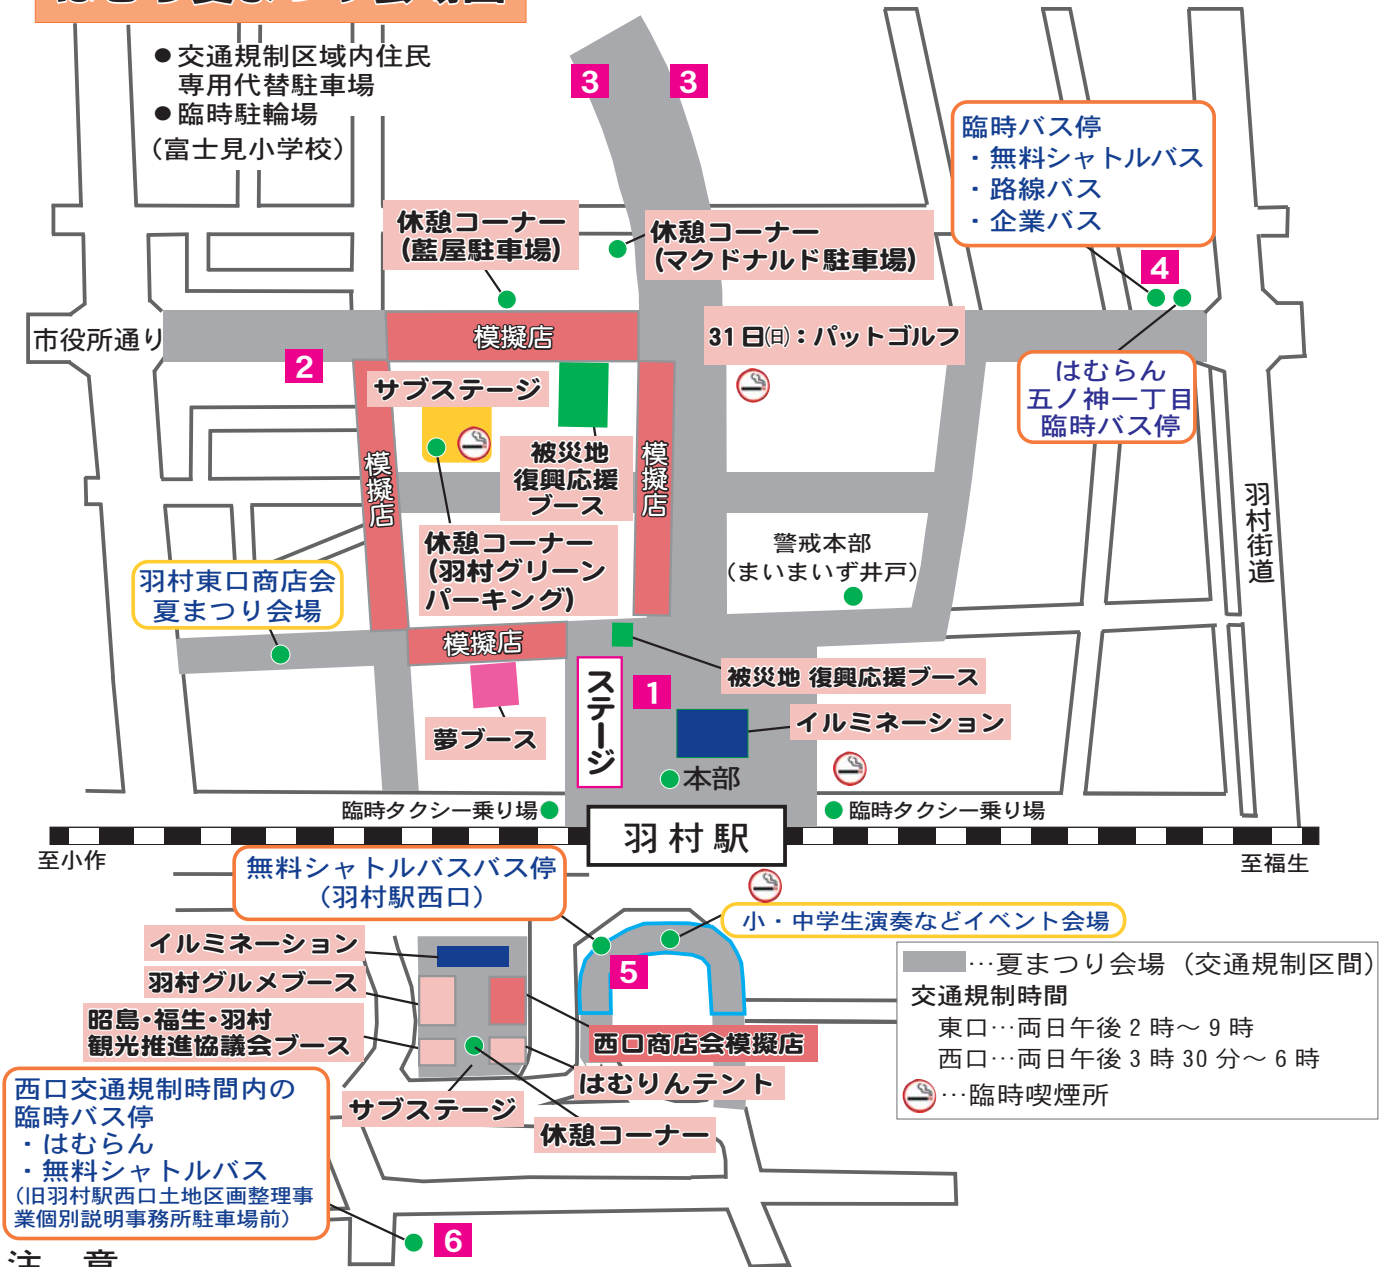 ●交通規制区域内住民
専用代替駐車場
●臨時駐輪場
(富士見小学校)
3
3
臨時バス停
・無料シャトルバス
・路線バス
・企業バス
休憩コーナー
(藍屋駐車場)
休憩コーナー
(マクドナルド駐車場)
4
市役所通り
模擬店
31日(日):パットゴルフ
2
サブステージ
はむらん
五ノ神一丁目
臨時バス停
模擬店
被災地
復興応援
ブース
模擬店
羽村街道
休憩コーナー
(羽村グリーン
パーキング)
警戒本部
(まいまいず井戸)
羽村東口商店会
夏まつり会場
模擬店
被災地 復興応援ブース
ステージ
1
イルミネーション
夢ブース
本部
臨時タクシー乗り場
臨時タクシー乗り場
羽村駅
至小作
至福生
無料シャトルバスバス停
(羽村駅西口)
小・中学生演奏などイベント会場
イルミネーション
5
羽村グルメブース
昭島・福生・羽村
観光推進協議会ブース
西口商店会模擬店
はむりんテント
サブステージ
休憩コーナー
…夏まつり会場(交通規制区間)
交通規制時間
東口…両日午後2時〜9時
西口…両日午後3時30分〜6時
…臨時喫煙所
西口交通規制時間内の
臨時バス停
・はむらん
・無料シャトルバス
(旧羽村駅西口土地区画整理事
業個別説明事務所駐車場前)
6
注 意